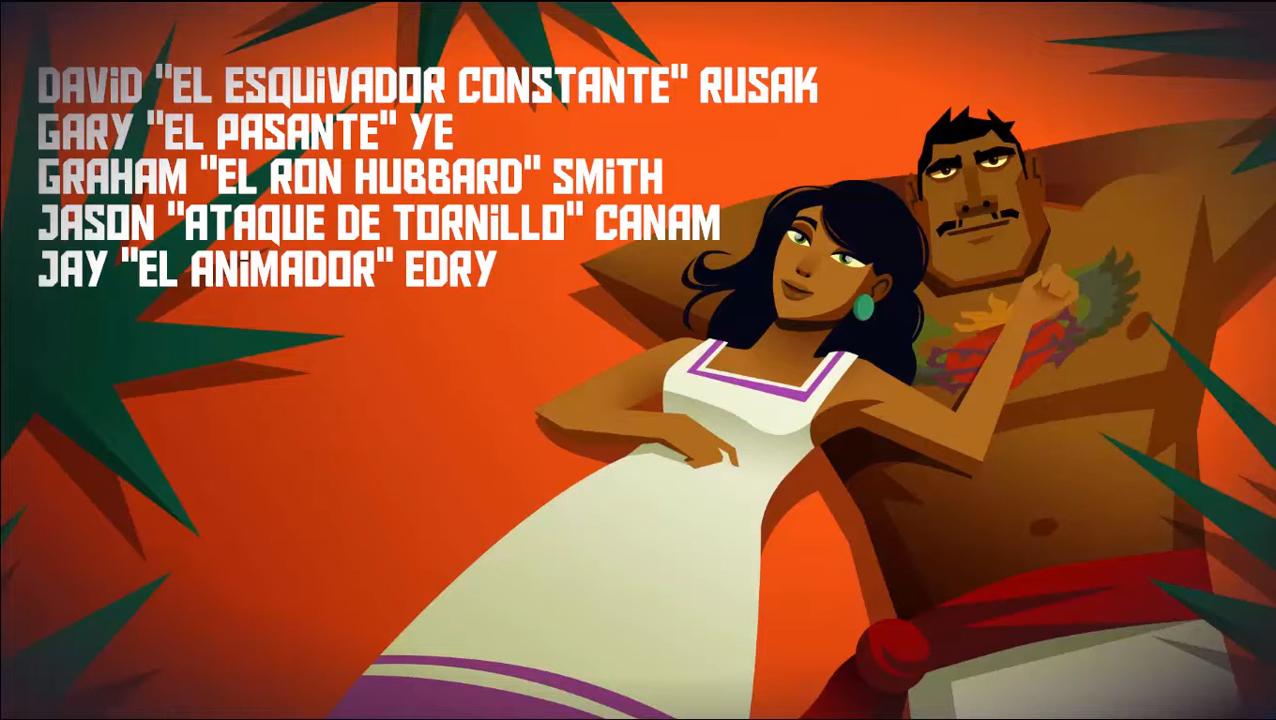 DAVID "EL ESQUIVADOR CONSTANTE" RUSAK
GARY "EL PASANTE" YE
GRAHAM "EL RON HUBBARD" SMITH
JASON "ATAQUE DE TORNILLO" CANAM
JAY "EL ANIMADOR" EDRY